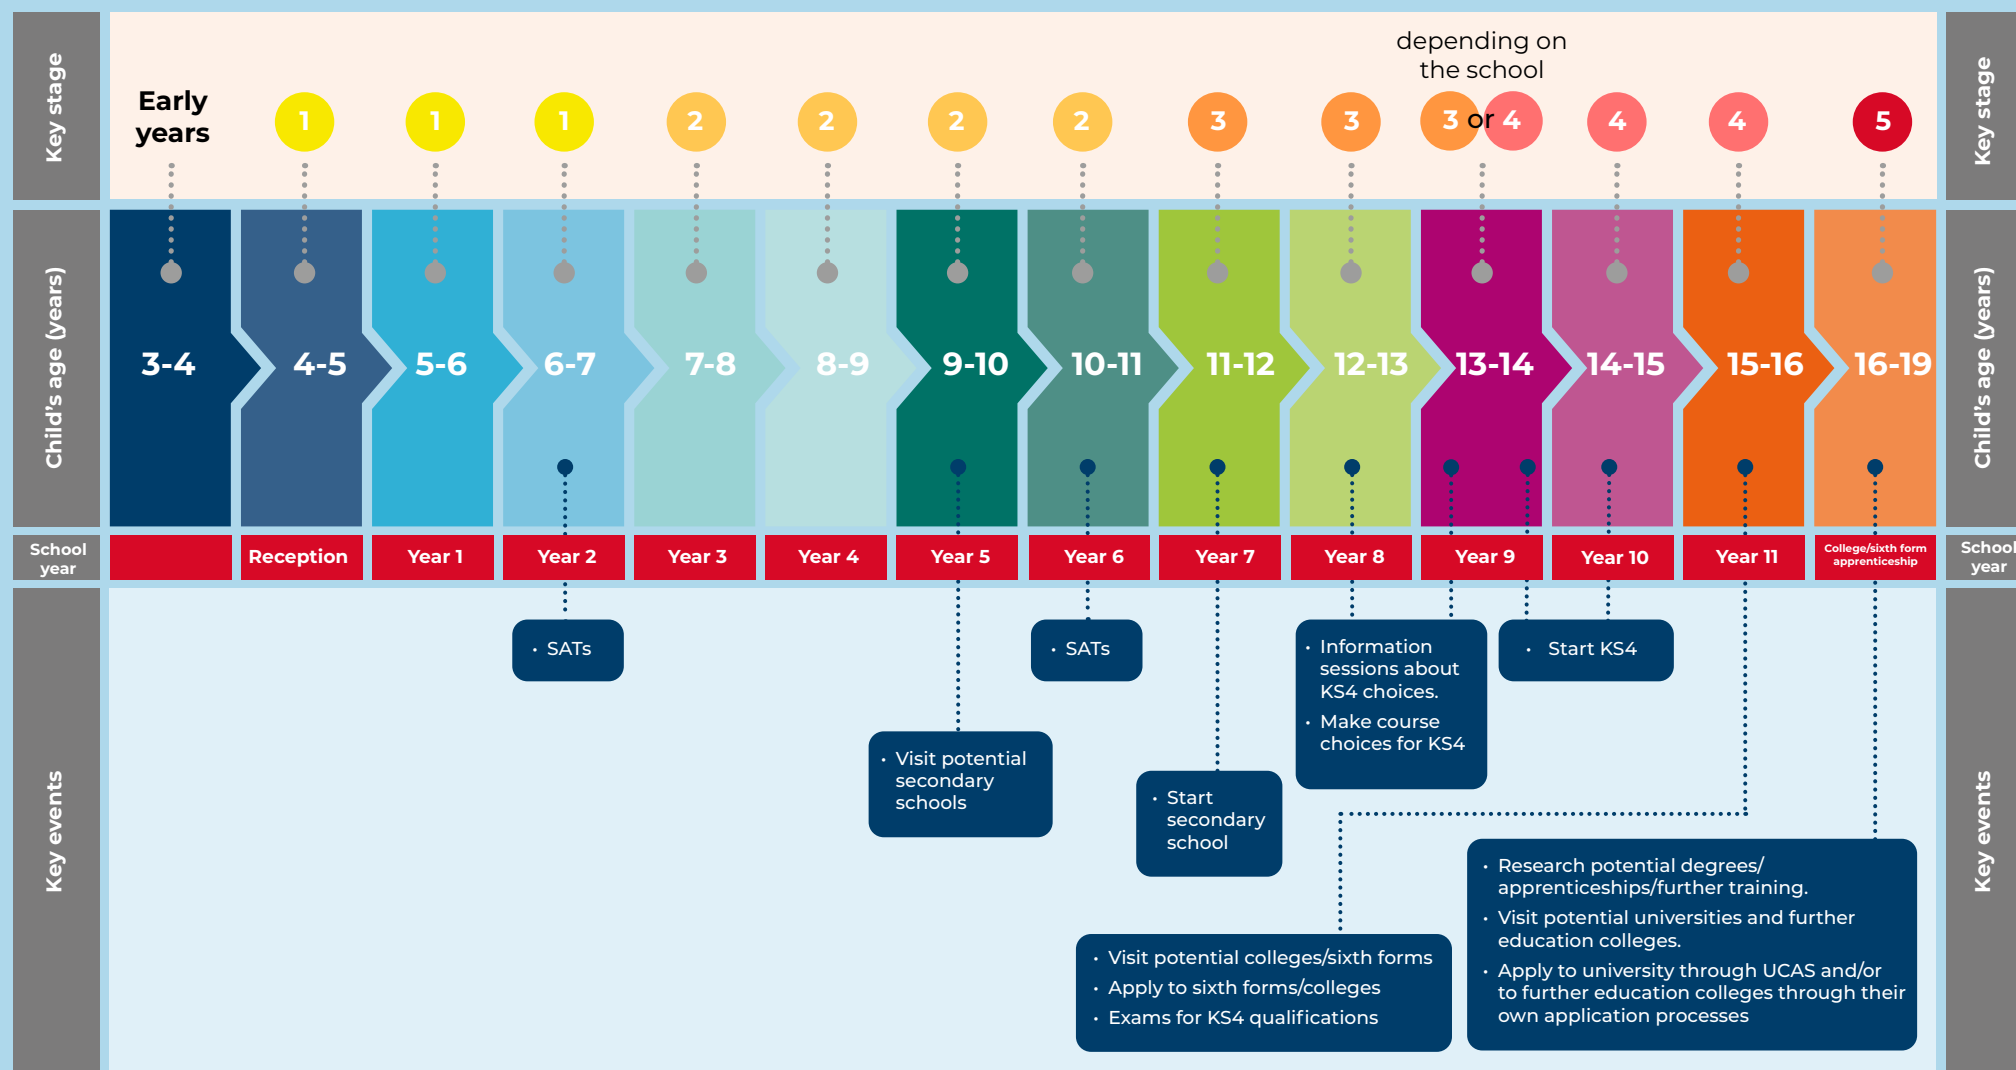 Key stage
Early
years
1
1
1
2
2
2
2
3
3
depending on
the school
3 or 4
4
4
5
Key stage
Child's age (years)
3-4
4-5
5-6
6-7
7-8
8-9
9-10
10-11
11-12
12-13
13-14
14-15
15-16
16-19
Child's age (years)
School
year
Reception
Year 1
Year 2
Year 3
Year 4
Year 5
Year 6
Year 7
Year 8
Year 9
Year 10
Year 11
College/sixth form
apprenticeship
School
year
Key events
• SATs
• Visit potential
secondary
schools
• SATs
• Start
secondary
school
• Information
sessions about
KS4 choices.
• Make course
choices for KS4
• Start KS4
• Visit potential colleges/sixth forms
• Apply to sixth forms/colleges
• Exams for KS4 qualifications
• Research potential degrees/
apprenticeships/further training.
• Visit potential universities and further
education colleges.
• Apply to university through UCAS and/or
to further education colleges through their
own application processes
Key events